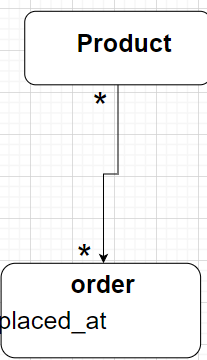 Product
*
*
order
placed_at